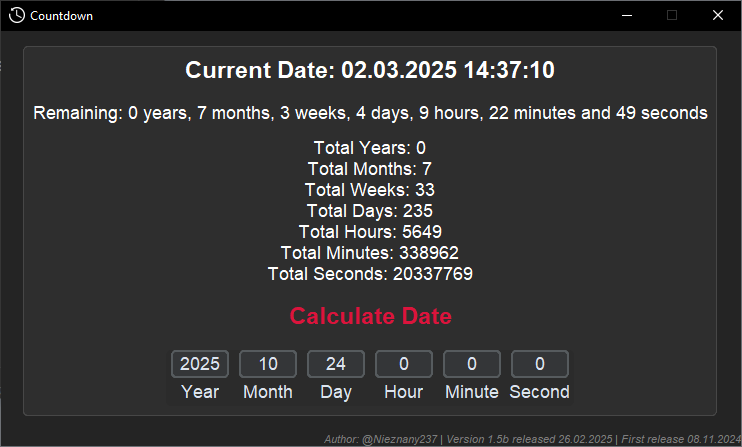 Countdown
Current Date: 02.03.2025 14:37:10
Remaining: 0 years, 7 months, 3 weeks, 4 days, 9 hours, 22 minutes and 49 seconds
Total Years: 0
Total Months: 7
Total Weeks: 33
Total Days: 235
Total Hours: 5649
Total Minutes: 338962
Total Seconds: 20337769
Calculate Date
2025 10 24 0 0 0
Year Month Day Hour Minute Second
Author: @Nieznany237 | Version 1.5b released 26.02.2025 | First release 08.11.2024